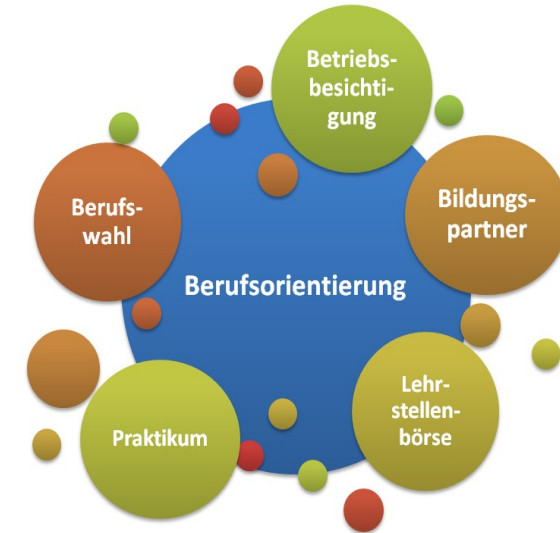 Betriebs-
besichti-
gung
Bildungs-
partner
Berufs-
wahl
Berufsorientierung
Lehr-
stellen-
börse
Praktikum